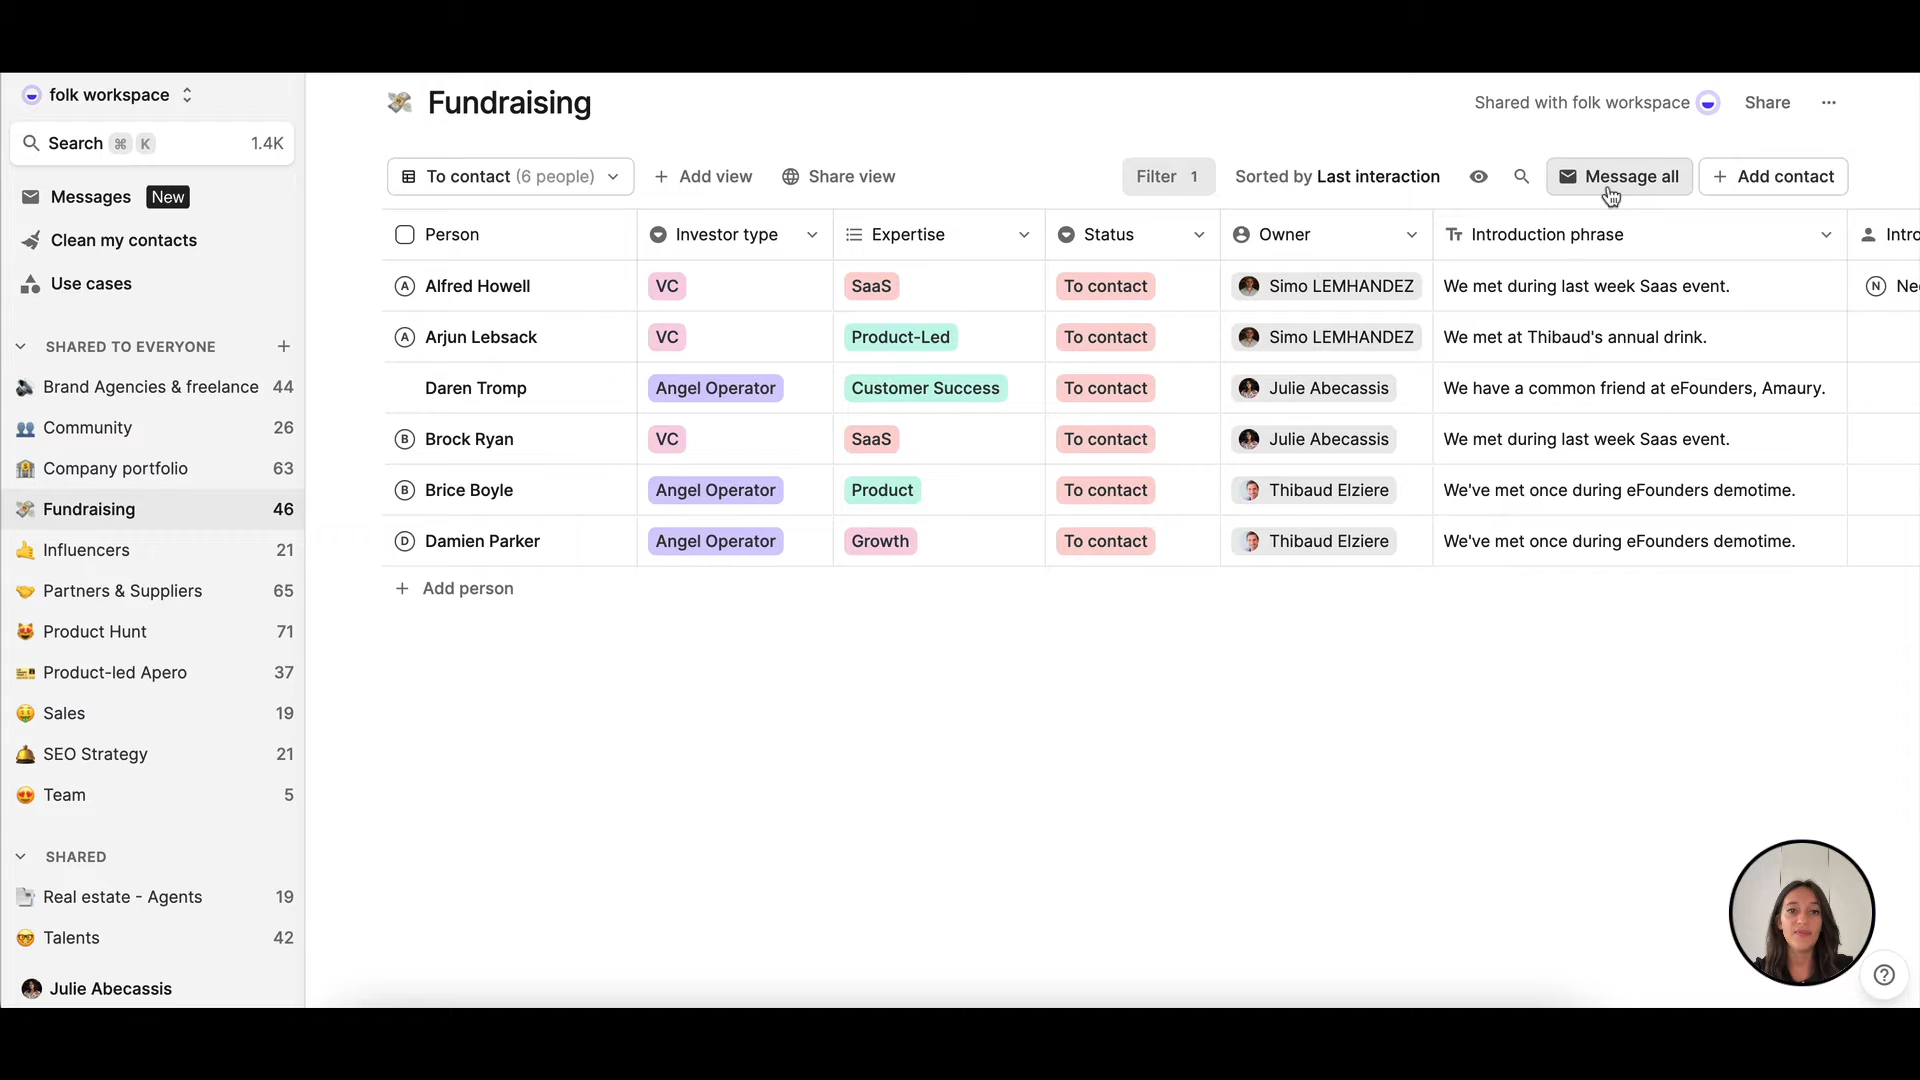 folk workspace
Search ⌘ K 1.4K
Messages New
Clean my contacts
Use cases
SHARED TO EVERYONE
Brand Agencies & freelance 44
Community 26
Company portfolio 63
Fundraising 46
Influencers 21
Partners & Suppliers 65
Product Hunt 71
Product-led Apero 37
Sales 19
SEO Strategy 21
Team 5
SHARED
Real estate - Agents 19
Talents 42
Julie Abecassis
Fundraising
Shared with folk workspace Share
To contact (6 people) Add view Share view Filter 1 Sorted by Last interaction Message all Add contact
Person Investor type Expertise Status Owner Introduction phrase Intro
A Alfred Howell VC SaaS To contact Simo LEMHANDEZ We met during last week Saas event. N Ned
A Arjun Lebsack VC Product-Led To contact Simo LEMHANDEZ We met at Thibaud's annual drink.
Daren Tromp Angel Operator Customer Success To contact Julie Abecassis We have a common friend at eFounders, Amaury.
B Brock Ryan VC SaaS To contact Julie Abecassis We met during last week Saas event.
B Brice Boyle Angel Operator Product To contact Thibaud Elziere We've met once during eFounders demotime.
D Damien Parker Angel Operator Growth To contact Thibaud Elziere We've met once during eFounders demotime.
Add person